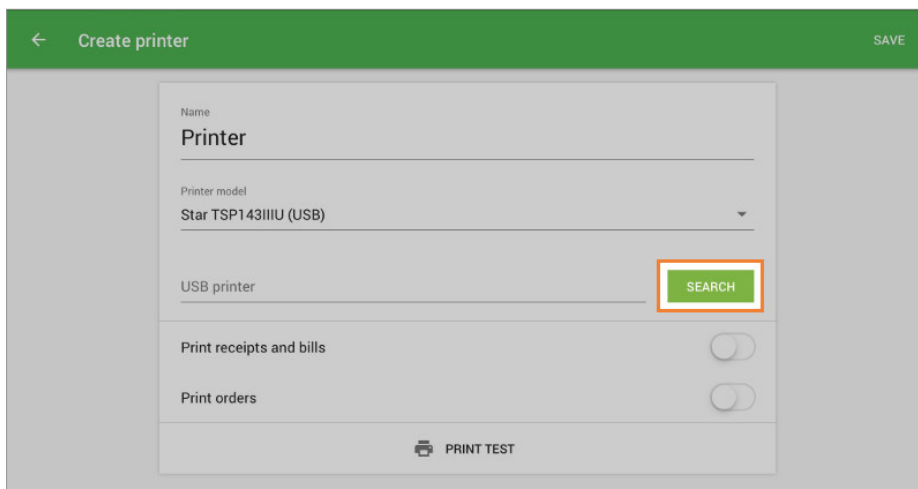 Create printer
SAVE
Name
Printer
Printer model
Star TSP143IIIU (USB)
USB printer
SEARCH
Print receipts and bills
Print orders
PRINT TEST